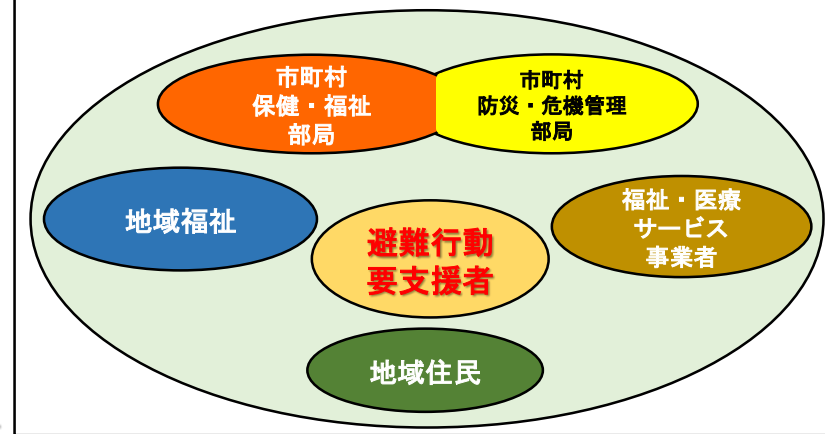 市町村
保健・福祉
部局
市町村
防災・危機管理
部局
地域福祉
避難行動
要支援者
福祉・医療
サービス
事業者
地域住民